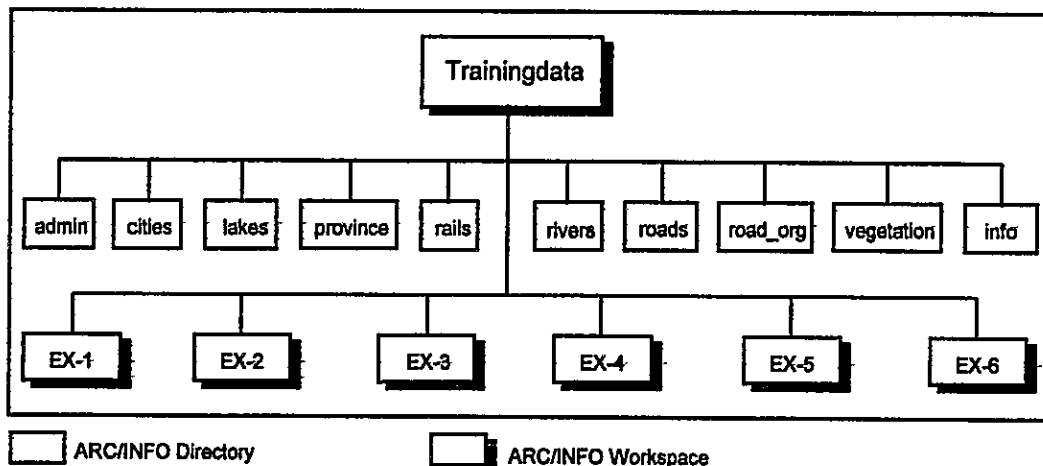 Trainingdata
admin cities lakes province rails rivers roads road_org vegetation info
EX-1 EX-2 EX-3 EX-4 EX-5 EX-6
ARC/INFO Directory ARC/INFO Workspace